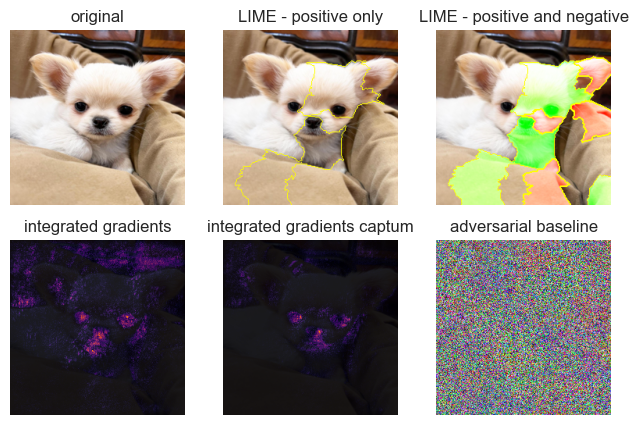 original
LIME - positive only
LIME - positive and negative
integrated gradients
integrated gradients captum
adversarial baseline